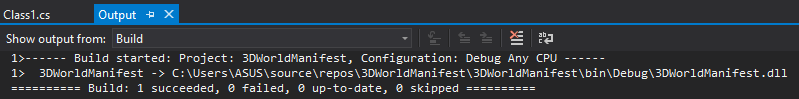 Class1.cs Output
Show output from: Build
1>------ Build started: Project: 3DWorldManifest, Configuration: Debug Any CPU ------
1>  3DWorldManifest -> C:\Users\ASUS\source\repos\3DWorldManifest\3DWorldManifest\bin\Debug\3DWorldManifest.dll
========== Build: 1 succeeded, 0 failed, 0 up-to-date, 0 skipped ==========